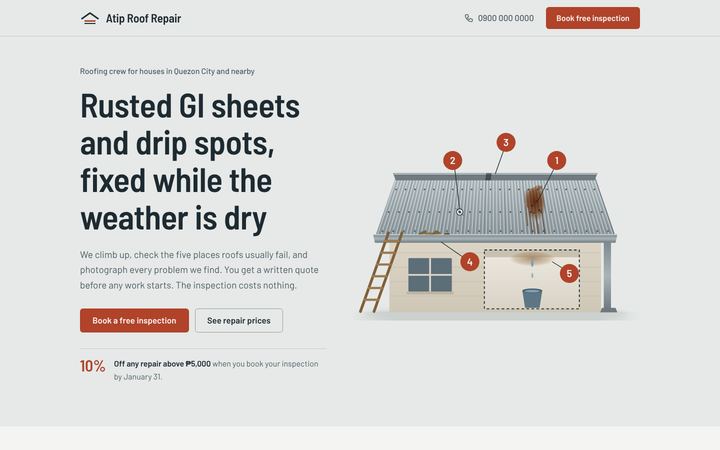 Atip Roof Repair
0900 000 0000
Book free inspection
Roofing crew for houses in Quezon City and nearby
Rusted GI sheets
and drip spots,
fixed while the
weather is dry
We climb up, check the five places roofs usually fail, and
photograph every problem we find. You get a written quote
before any work starts. The inspection costs nothing.
Book a free inspection
See repair prices
10%
Off any repair above ₱5,000 when you book your inspection
by January 31.
3
2
1
4
5